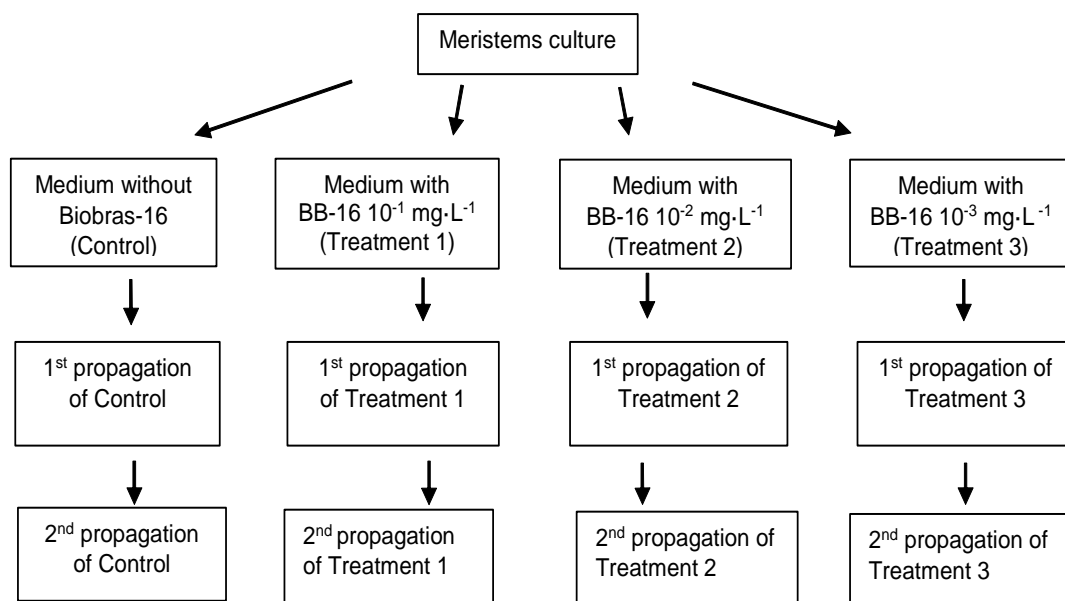 Meristems culture
Medium without
Biobras-16
(Control)
Medium with
BB-16 10⁻¹ mg·L⁻¹
(Treatment 1)
Medium with
BB-16 10⁻² mg·L⁻¹
(Treatment 2)
Medium with
BB-16 10⁻³ mg·L⁻¹
(Treatment 3)
1st propagation
of Control
1st propagation
of Treatment 1
1st propagation of
Treatment 2
1st propagation of
Treatment 3
2nd propagation
of Control
2nd propagation
of Treatment 1
2nd propagation of
Treatment 2
2nd propagation of
Treatment 3